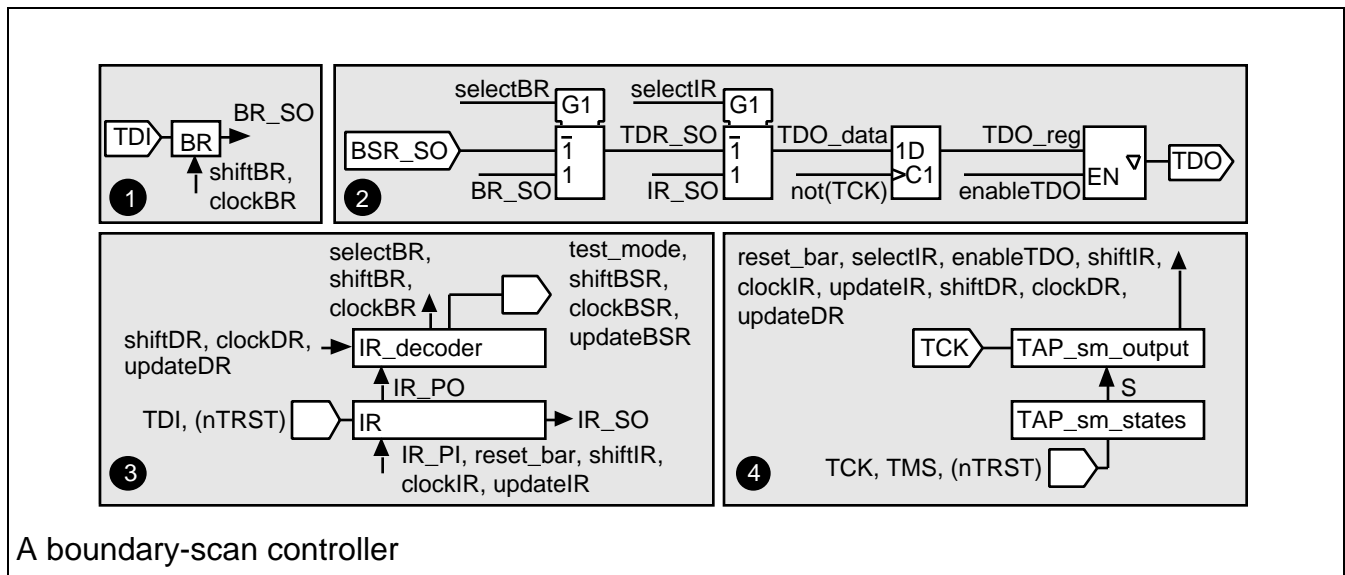 TDI
BR
BR_SO
shiftBR,
clockBR
1
selectBR
G1
selectIR
G1
BSR_SO
1
1
BR_SO
TDR_SO
1
1
IR_SO
TDO_data
1D
C1
not(TCK)
TDO_reg
EN
enableTDO
TDO
2
selectBR,
shiftBR,
clockBR
test_mode,
shiftBSR,
clockBSR,
updateBSR
shiftDR, clockDR,
updateDR
IR_decoder
IR_PO
TDI, (nTRST)
IR
IR_SO
IR_PI, reset_bar, shiftIR,
clockIR, updateIR
3
reset_bar, selectIR, enableTDO, shiftIR,
clockIR, updateIR, shiftDR, clockDR,
updateDR
TCK
TAP_sm_output
S
TAP_sm_states
TCK, TMS, (nTRST)
4
A boundary-scan controller